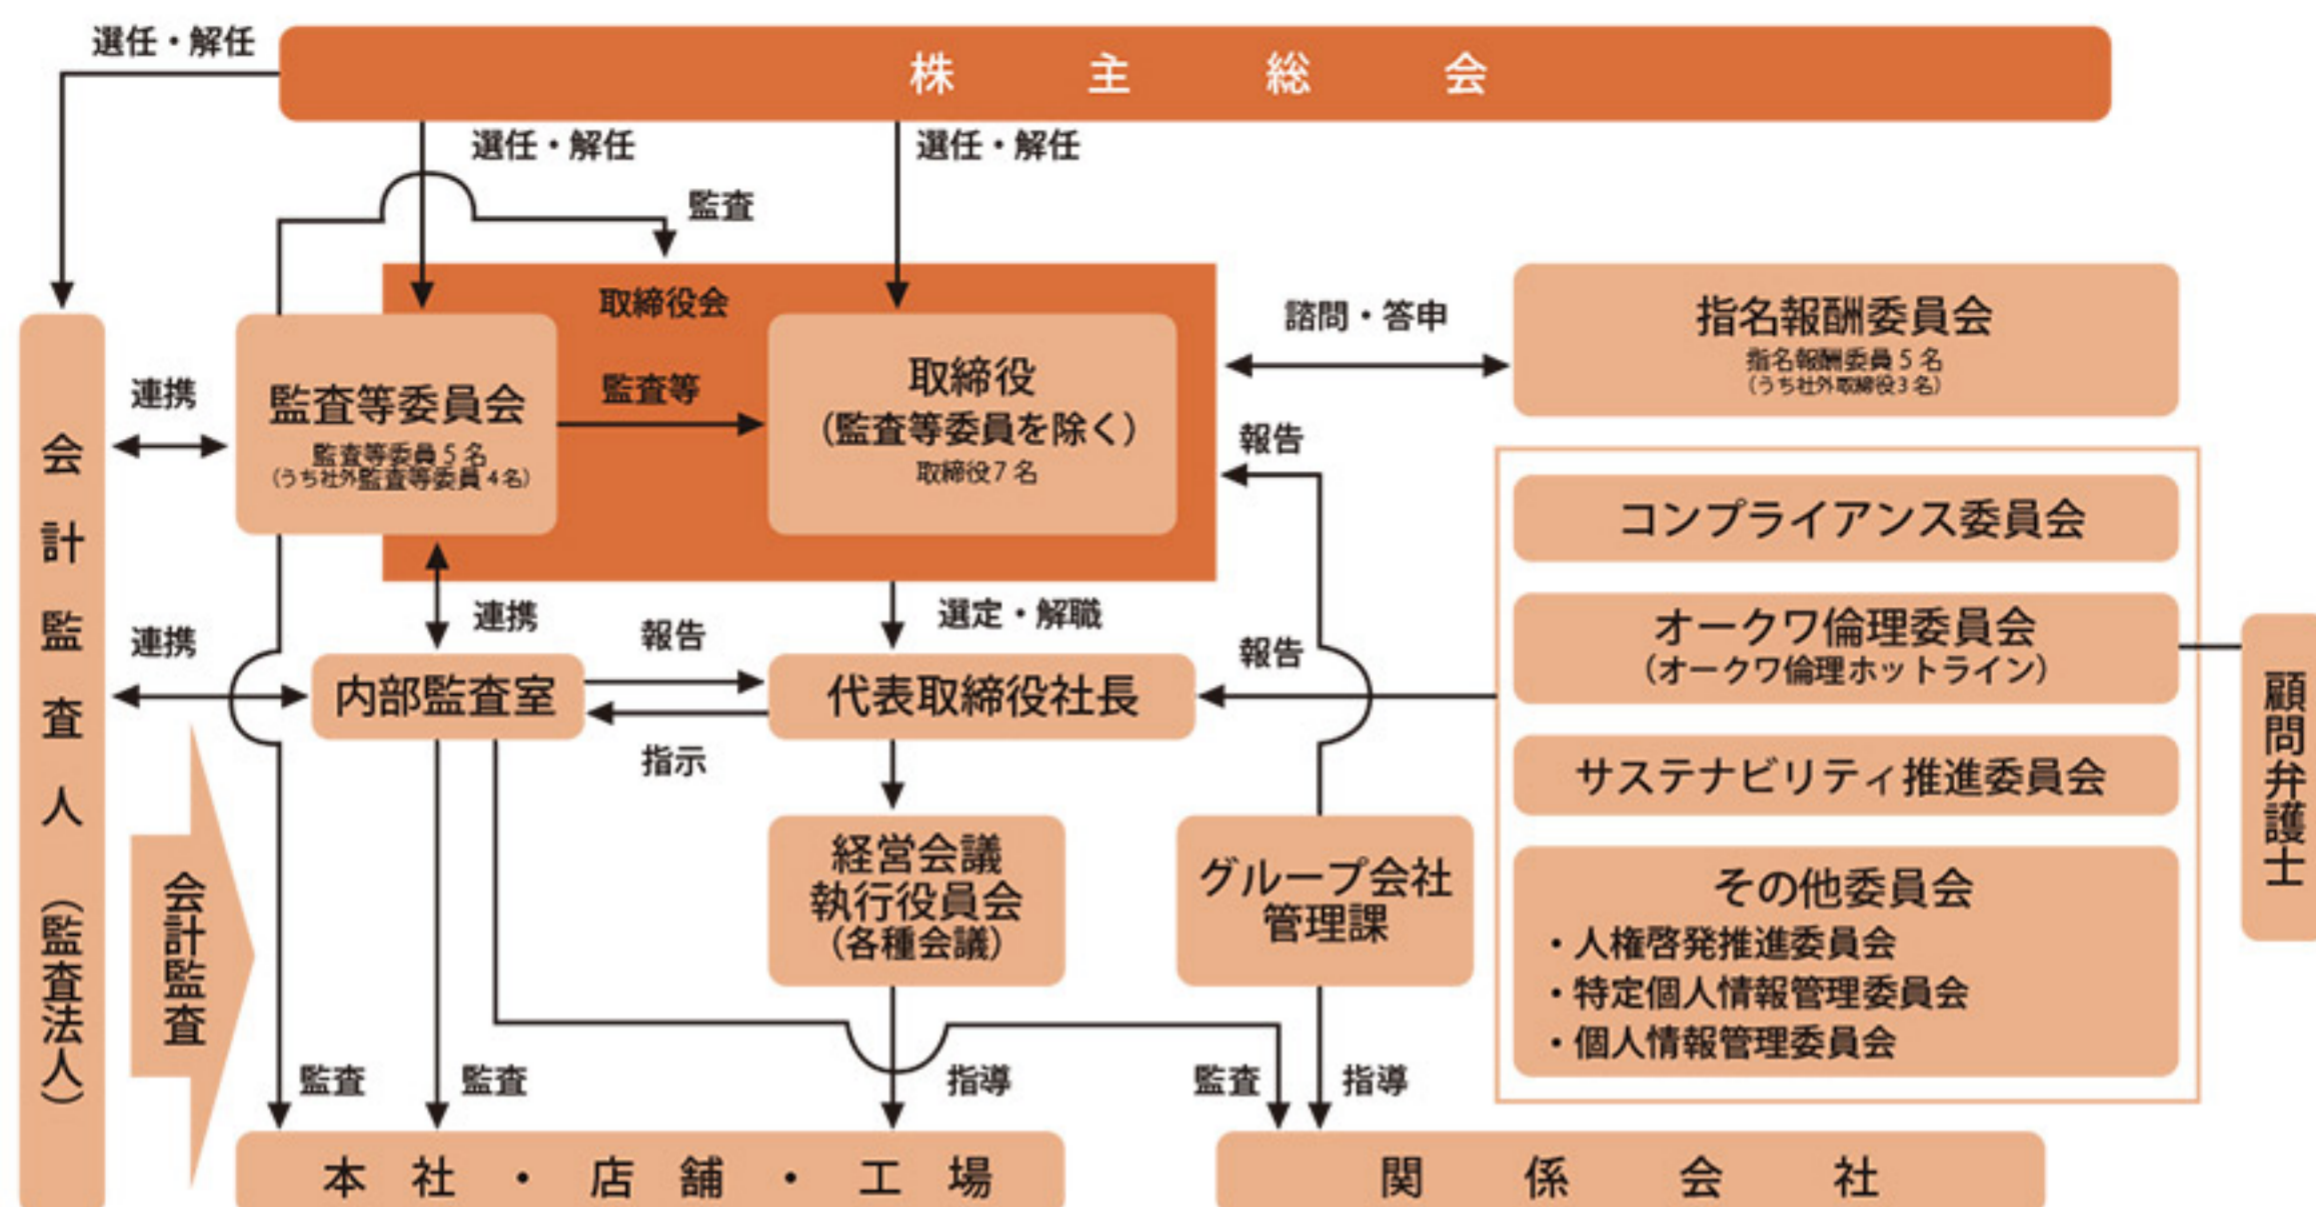 選任・解任
株主総会
選任・解任
選任・解任
監査
取締役会
諮問・答申
指名報酬委員会
指名報酬委員5名
（うち社外取締役3名）
連携
監査等委員会
監査等委員5名
（うち社外監査等委員4名）
監査等
取締役
（監査等委員を除く）
取締役7名
報告
会計監査人（監査法人）
コンプライアンス委員会
連携
連携
報告
選定・解職
報告
オークワ倫理委員会
（オークワ倫理ホットライン）
顧問弁護士
内部監査室
代表取締役社長
指示
サステナビリティ推進委員会
会計監査
経営会議
執行役員会
（各種会議）
グループ会社
管理課
その他委員会
・人権啓発推進委員会
・特定個人情報管理委員会
・個人情報管理委員会
監査
監査
指導
監査
指導
本社・店舗・工場
関係会社